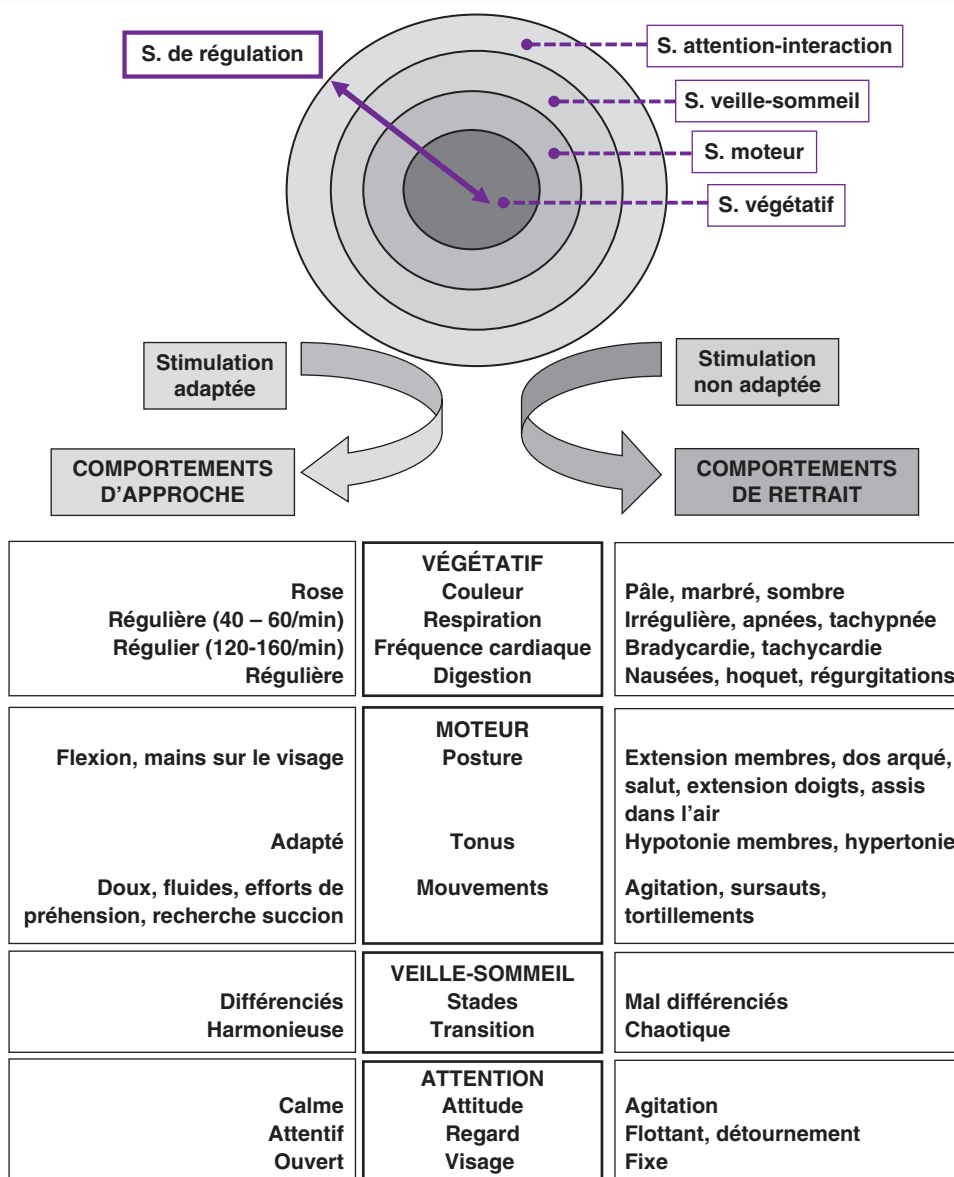 S. de régulation
S. attention-interaction
S. veille-sommeil
S. moteur
S. végétatif
Stimulation
adaptée
Stimulation
non adaptée
COMPORTEMENTS
D'APPROCHE
COMPORTEMENTS
DE RETRAIT
VÉGÉTATIF
Rose Couleur Pâle, marbré, sombre
Régulière (40 – 60/min) Respiration Irrégulière, apnées, tachypnée
Régulier (120-160/min) Fréquence cardiaque Bradycardie, tachycardie
Régulière Digestion Nausées, hoquet, régurgitations
MOTEUR
Flexion, mains sur le visage Posture Extension membres, dos arqué,
salut, extension doigts, assis
dans l'air
Adapté Tonus Hypotonie membres, hypertonie
Doux, fluides, efforts de Mouvements Agitation, sursauts,
préhension, recherche succion tortillements
VEILLE-SOMMEIL
Différenciés Stades Mal différenciés
Harmonieuse Transition Chaotique
ATTENTION
Calme Attitude Agitation
Attentif Regard Flottant, détournement
Ouvert Visage Fixe